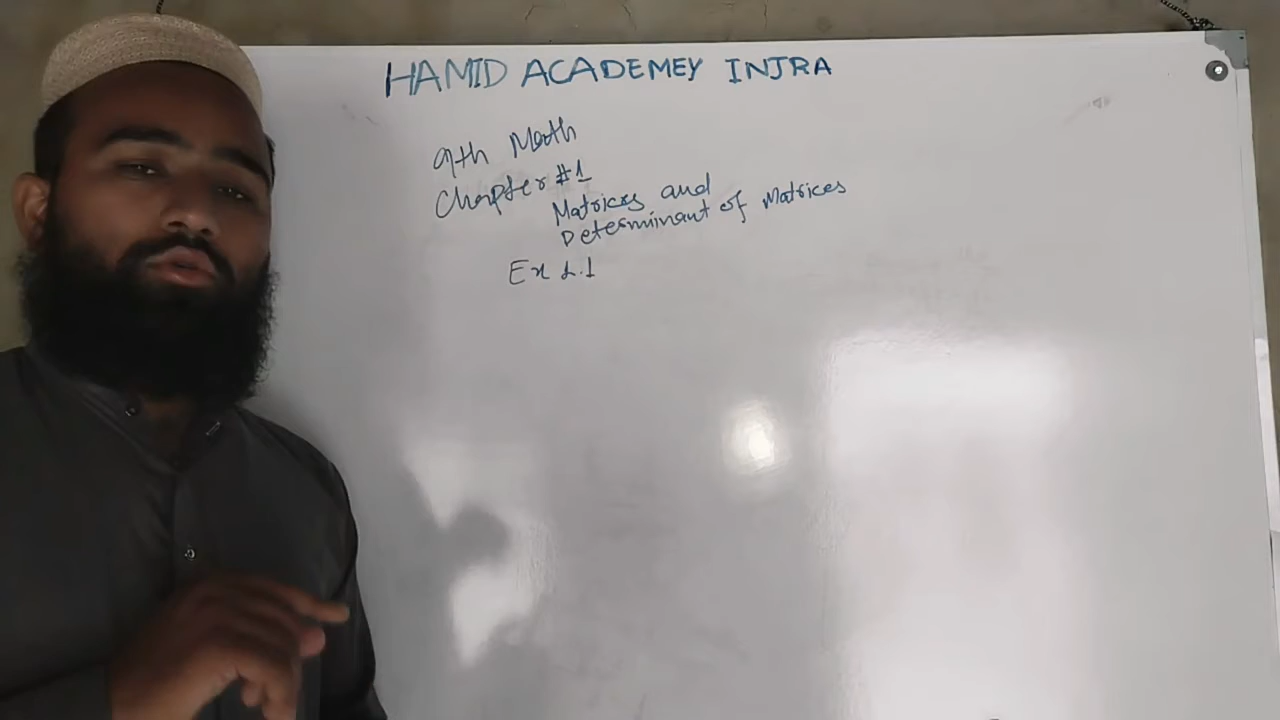 HAMID ACADEMEY INJRA
9th Math
Chapter #1
Matrices and
Determinant of Matrices
Ex 1.1